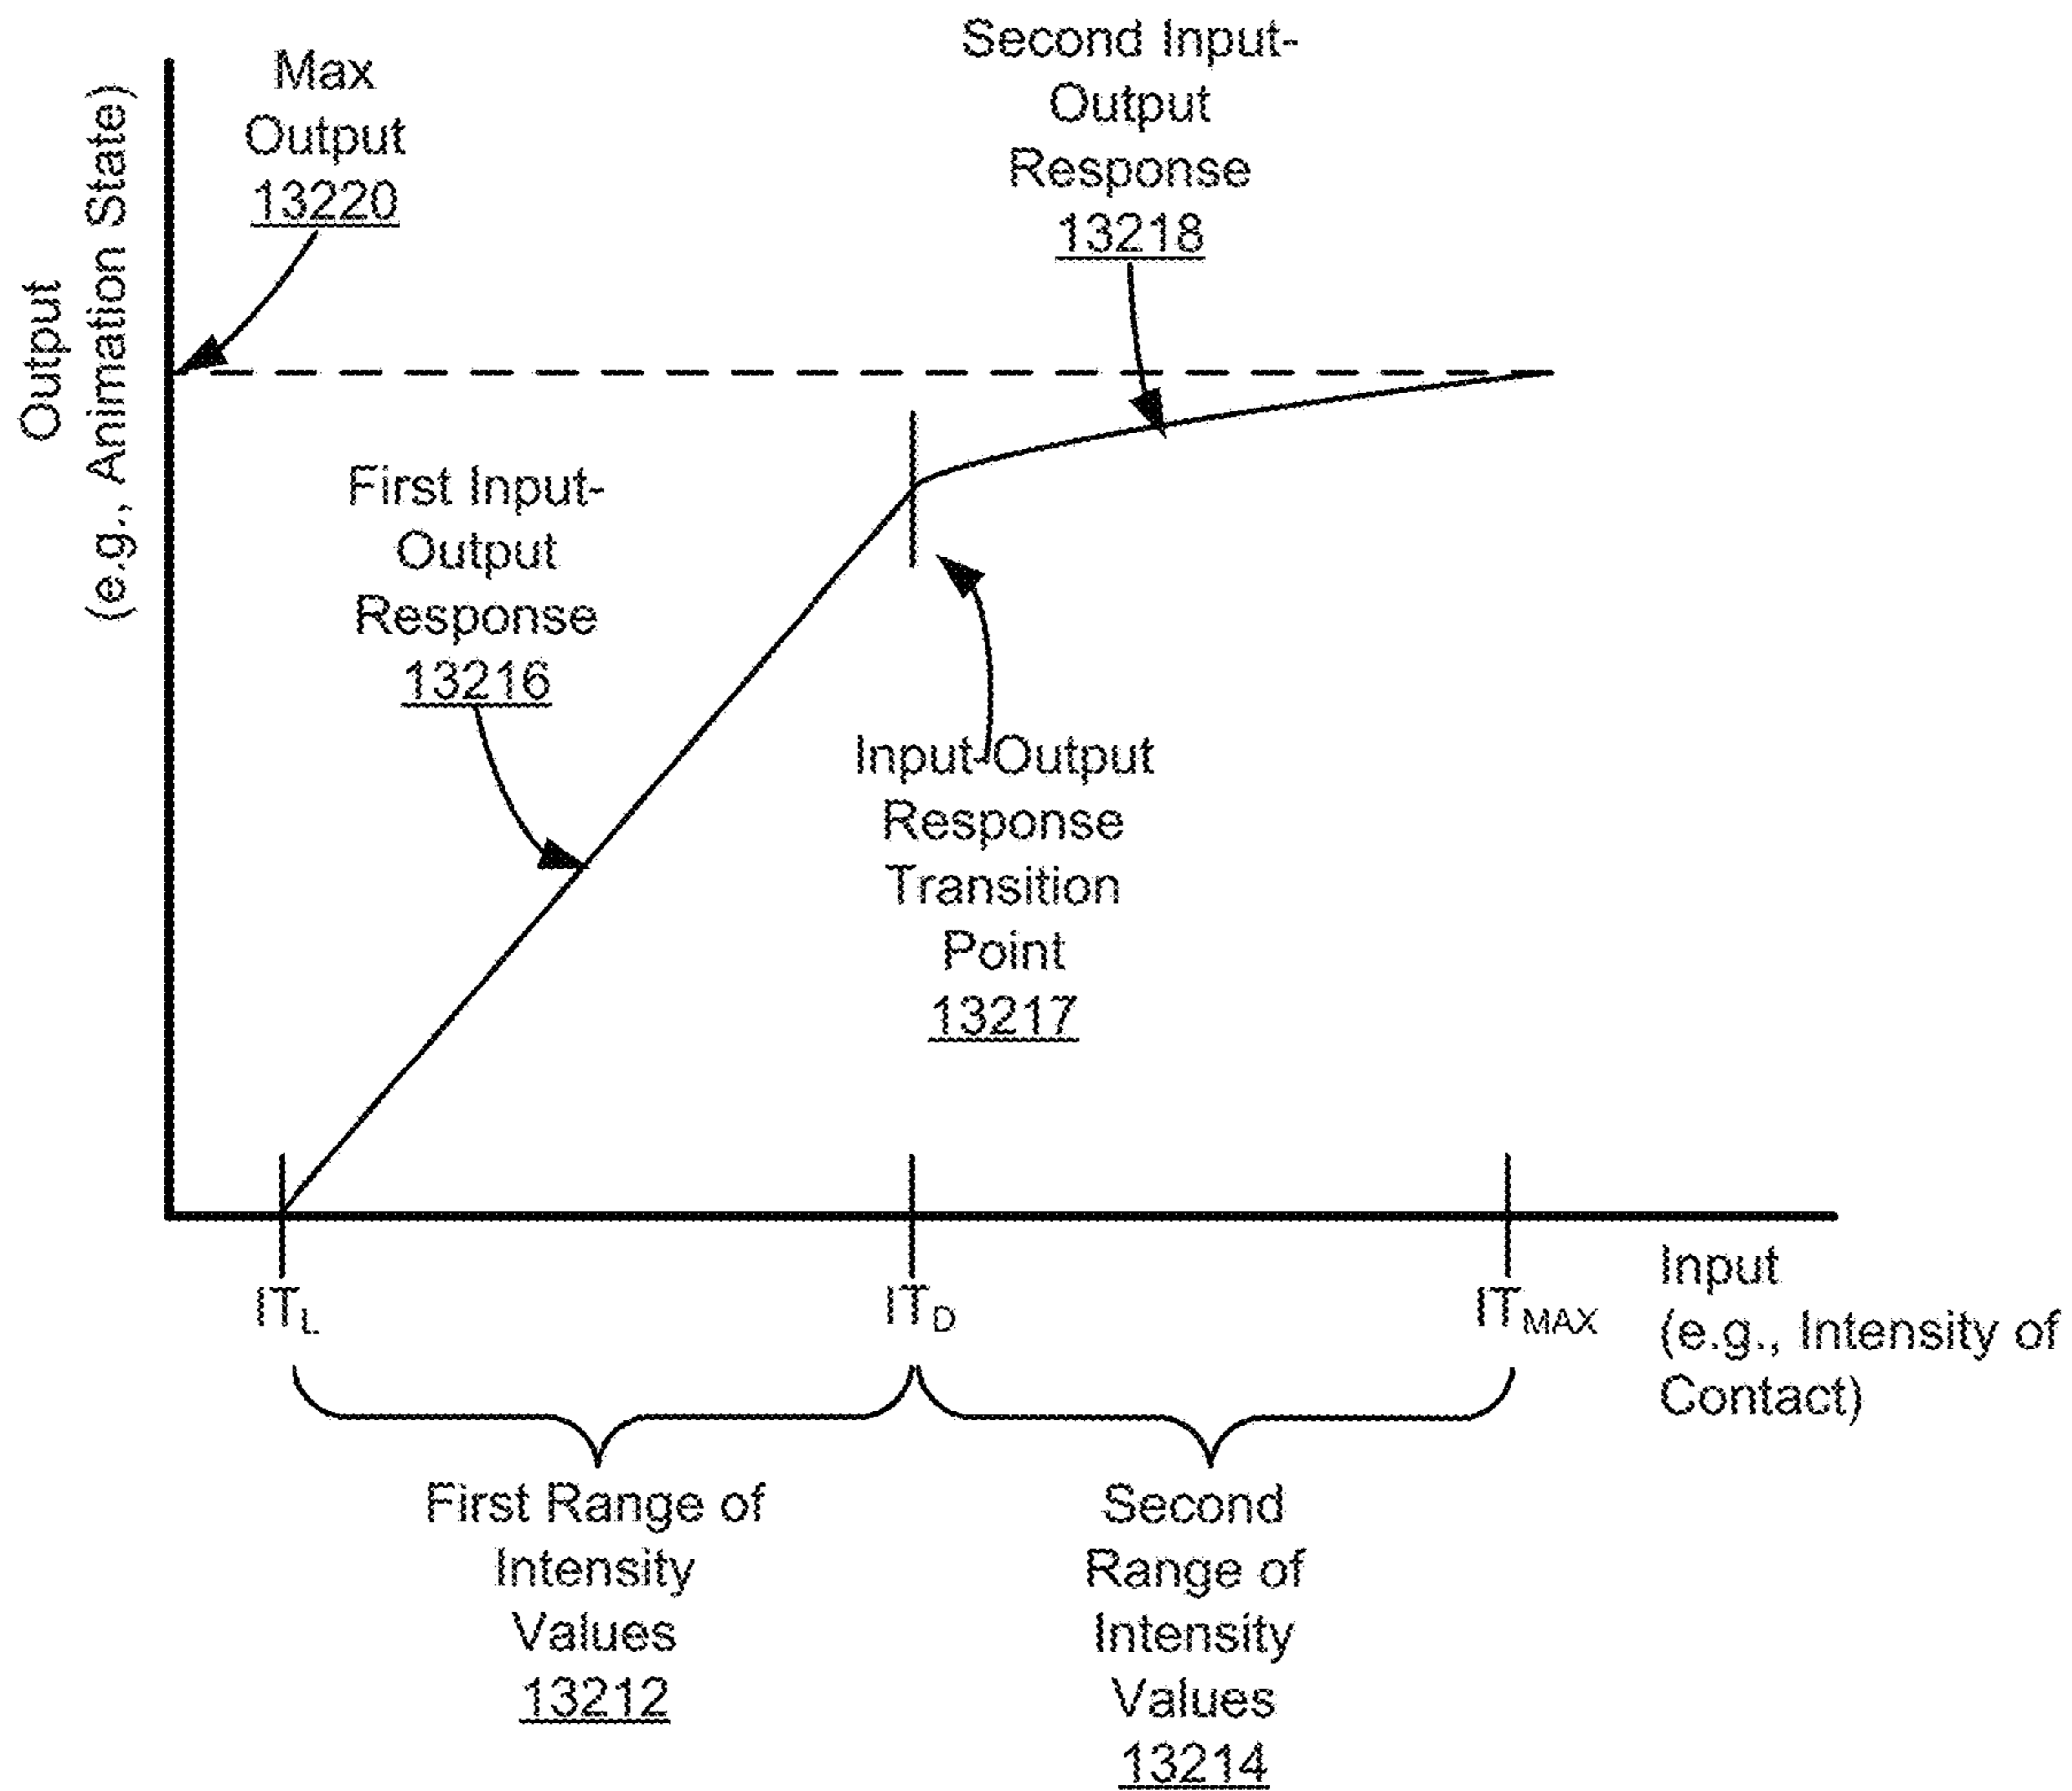 Max
Output
13220
Second Input-
Output
Response
13218
Output
(e.g., Animation State)
First Input-
Output
Response
13216
Input-Output
Response
Transition
Point
13217
IT_L
IT_D
IT_MAX
Input
(e.g., Intensity of
Contact)
First Range of
Intensity
Values
13212
Second
Range of
Intensity
Values
13214